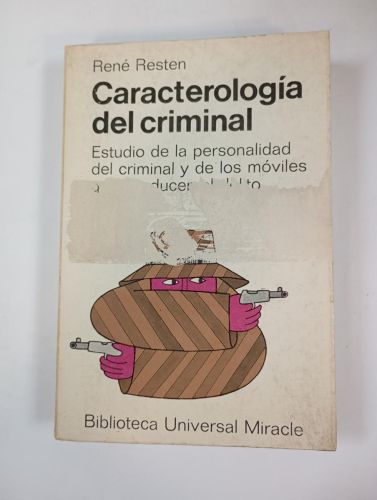 René Resten
Caracterología
del criminal
Estudio de la personalidad
del criminal y de los móviles
Biblioteca Universal Miracle